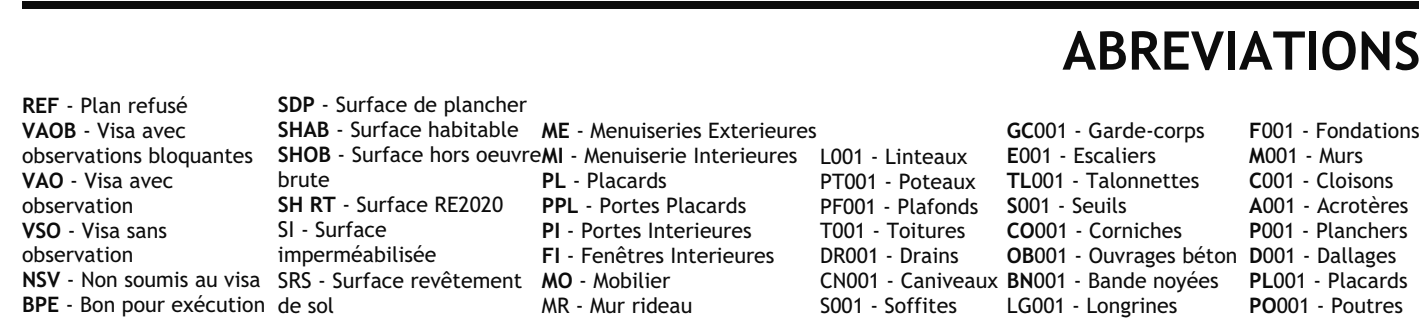 ABREVIATIONS
REF - Plan refusé
VAOB - Visa avec
observations bloquantes
VAO - Visa avec
observation
VSO - Visa sans
observation
NSV - Non soumis au visa
BPE - Bon pour exécution
SDP - Surface de plancher
SHAB - Surface habitable
SHOB - Surface hors oeuvre
brute
SH RT - Surface RE2020
SI - Surface
imperméabilisée
SRS - Surface revêtement
de sol
ME - Menuiseries Exterieures
MI - Menuiserie Interieures
PL - Placards
PPL - Portes Placards
PI - Portes Interieures
FI - Fenêtres Interieures
MO - Mobilier
MR - Mur rideau
L001 - Linteaux
PT001 - Poteaux
PF001 - Plafonds
T001 - Toitures
DR001 - Drains
CN001 - Caniveaux
S001 - Soffites
GC001 - Garde-corps
E001 - Escaliers
TL001 - Talonnettes
S001 - Seuils
CO001 - Corniches
OB001 - Ouvrages béton
BN001 - Bande noyées
LG001 - Longrines
F001 - Fondations
M001 - Murs
C001 - Cloisons
A001 - Acrotères
P001 - Planchers
D001 - Dallages
PL001 - Placards
PO001 - Poutres